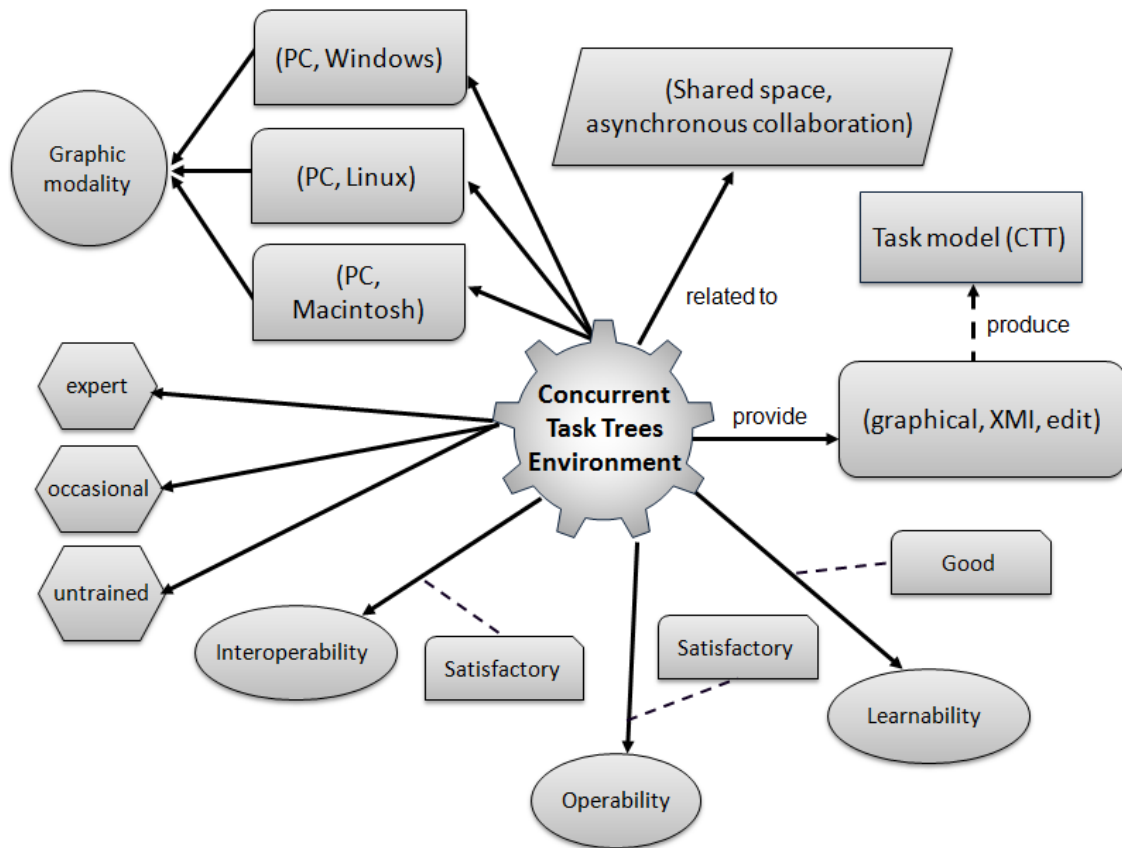 (PC, Windows)
(Shared space,
asynchronous collaboration)
Graphic
modality
(PC, Linux)
Task model (CTT)
(PC,
Macintosh)
related to
produce
expert
Concurrent
Task Trees
Environment
provide
(graphical, XMI, edit)
occasional
untrained
Good
Interoperability
Satisfactory
Satisfactory
Learnability
Operability